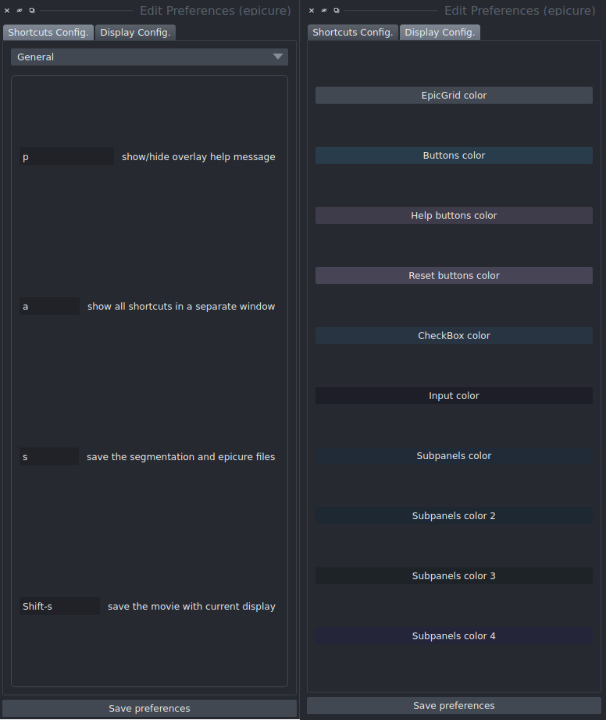 Edit Preferences (epicure)
Shortcuts Config.
Display Config.
General
p
show/hide overlay help message
a
show all shortcuts in a separate window
s
save the segmentation and epicure files
Shift-s
save the movie with current display
Save preferences
Edit Preferences (epicure)
Shortcuts Config.
Display Config.
EpicGrid color
Buttons color
Help buttons color
Reset buttons color
CheckBox color
Input color
Subpanels color
Subpanels color 2
Subpanels color 3
Subpanels color 4
Save preferences